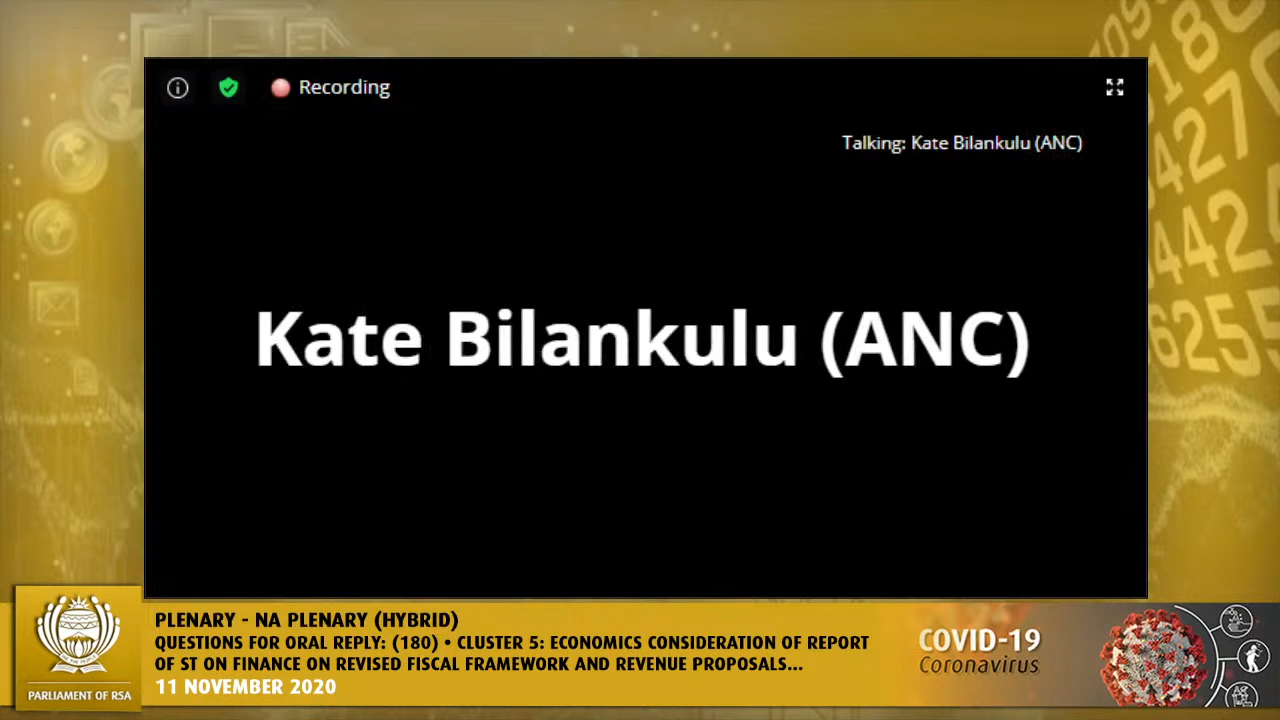 Recording
Talking: Kate Bilankulu (ANC)
Kate Bilankulu (ANC)
PLENARY - NA PLENARY (HYBRID)
QUESTIONS FOR ORAL REPLY: (180) • CLUSTER 5: ECONOMICS CONSIDERATION OF REPORT
OF ST ON FINANCE ON REVISED FISCAL FRAMEWORK AND REVENUE PROPOSALS...
11 NOVEMBER 2020
PARLIAMENT OF RSA
COVID-19
Coronavirus